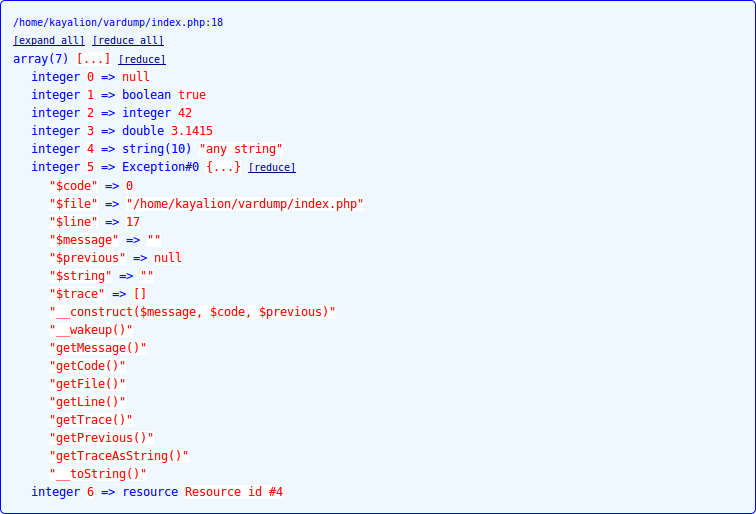 /home/kayalion/vardump/index.php:18
[expand all] [reduce all]
array(7) [...] [reduce]
integer 0 => null
integer 1 => boolean true
integer 2 => integer 42
integer 3 => double 3.1415
integer 4 => string(10) "any string"
integer 5 => Exception#0 {...} [reduce]
"$code" => 0
"$file" => "/home/kayalion/vardump/index.php"
"$line" => 17
"$message" => ""
"$previous" => null
"$string" => ""
"$trace" => []
"__construct($message, $code, $previous)"
"__wakeup()"
"getMessage()"
"getCode()"
"getFile()"
"getLine()"
"getTrace()"
"getPrevious()"
"getTraceAsString()"
"__toString()"
integer 6 => resource Resource id #4